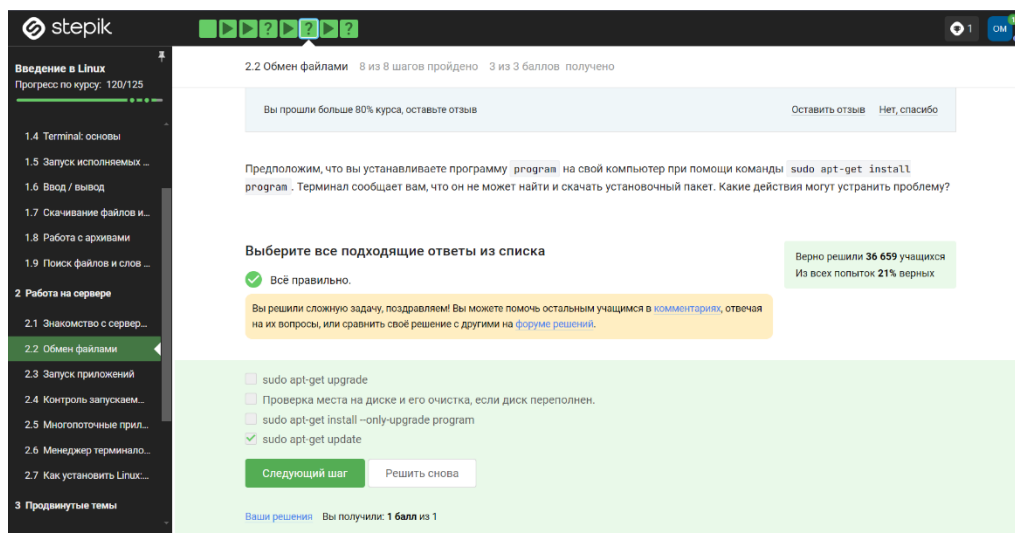 stepik
1
ОМ
1
Введение в Linux
Прогресс по курсу: 120/125
2.2 Обмен файлами 8 из 8 шагов пройдено 3 из 3 баллов получено
Вы прошли больше 80% курса, оставьте отзыв
Оставить отзыв Нет, спасибо
1.4 Terminal: основы
1.5 Запуск исполняемых ...
1.6 Ввод / вывод
1.7 Скачивание файлов и...
1.8 Работа с архивами
1.9 Поиск файлов и слов ...
2 Работа на сервере
2.1 Знакомство с сервер...
2.2 Обмен файлами
2.3 Запуск приложений
2.4 Контроль запускаем...
2.5 Многопоточные прил...
2.6 Менеджер терминало...
2.7 Как установить Linux:...
3 Продвинутые темы
Предположим, что вы устанавливаете программу program на свой компьютер при помощи команды sudo apt-get install
program . Терминал сообщает вам, что он не может найти и скачать установочный пакет. Какие действия могут устранить проблему?
Выберите все подходящие ответы из списка
Верно решили 36 659 учащихся
Из всех попыток 21% верных
Всё правильно.
Вы решили сложную задачу, поздравляем! Вы можете помочь остальным учащимся в комментариях, отвечая
на их вопросы, или сравнить своё решение с другими на форуме решений.
sudo apt-get upgrade
Проверка места на диске и его очистка, если диск переполнен.
sudo apt-get install --only-upgrade program
sudo apt-get update
Следующий шаг Решить снова
Ваши решения Вы получили: 1 балл из 1